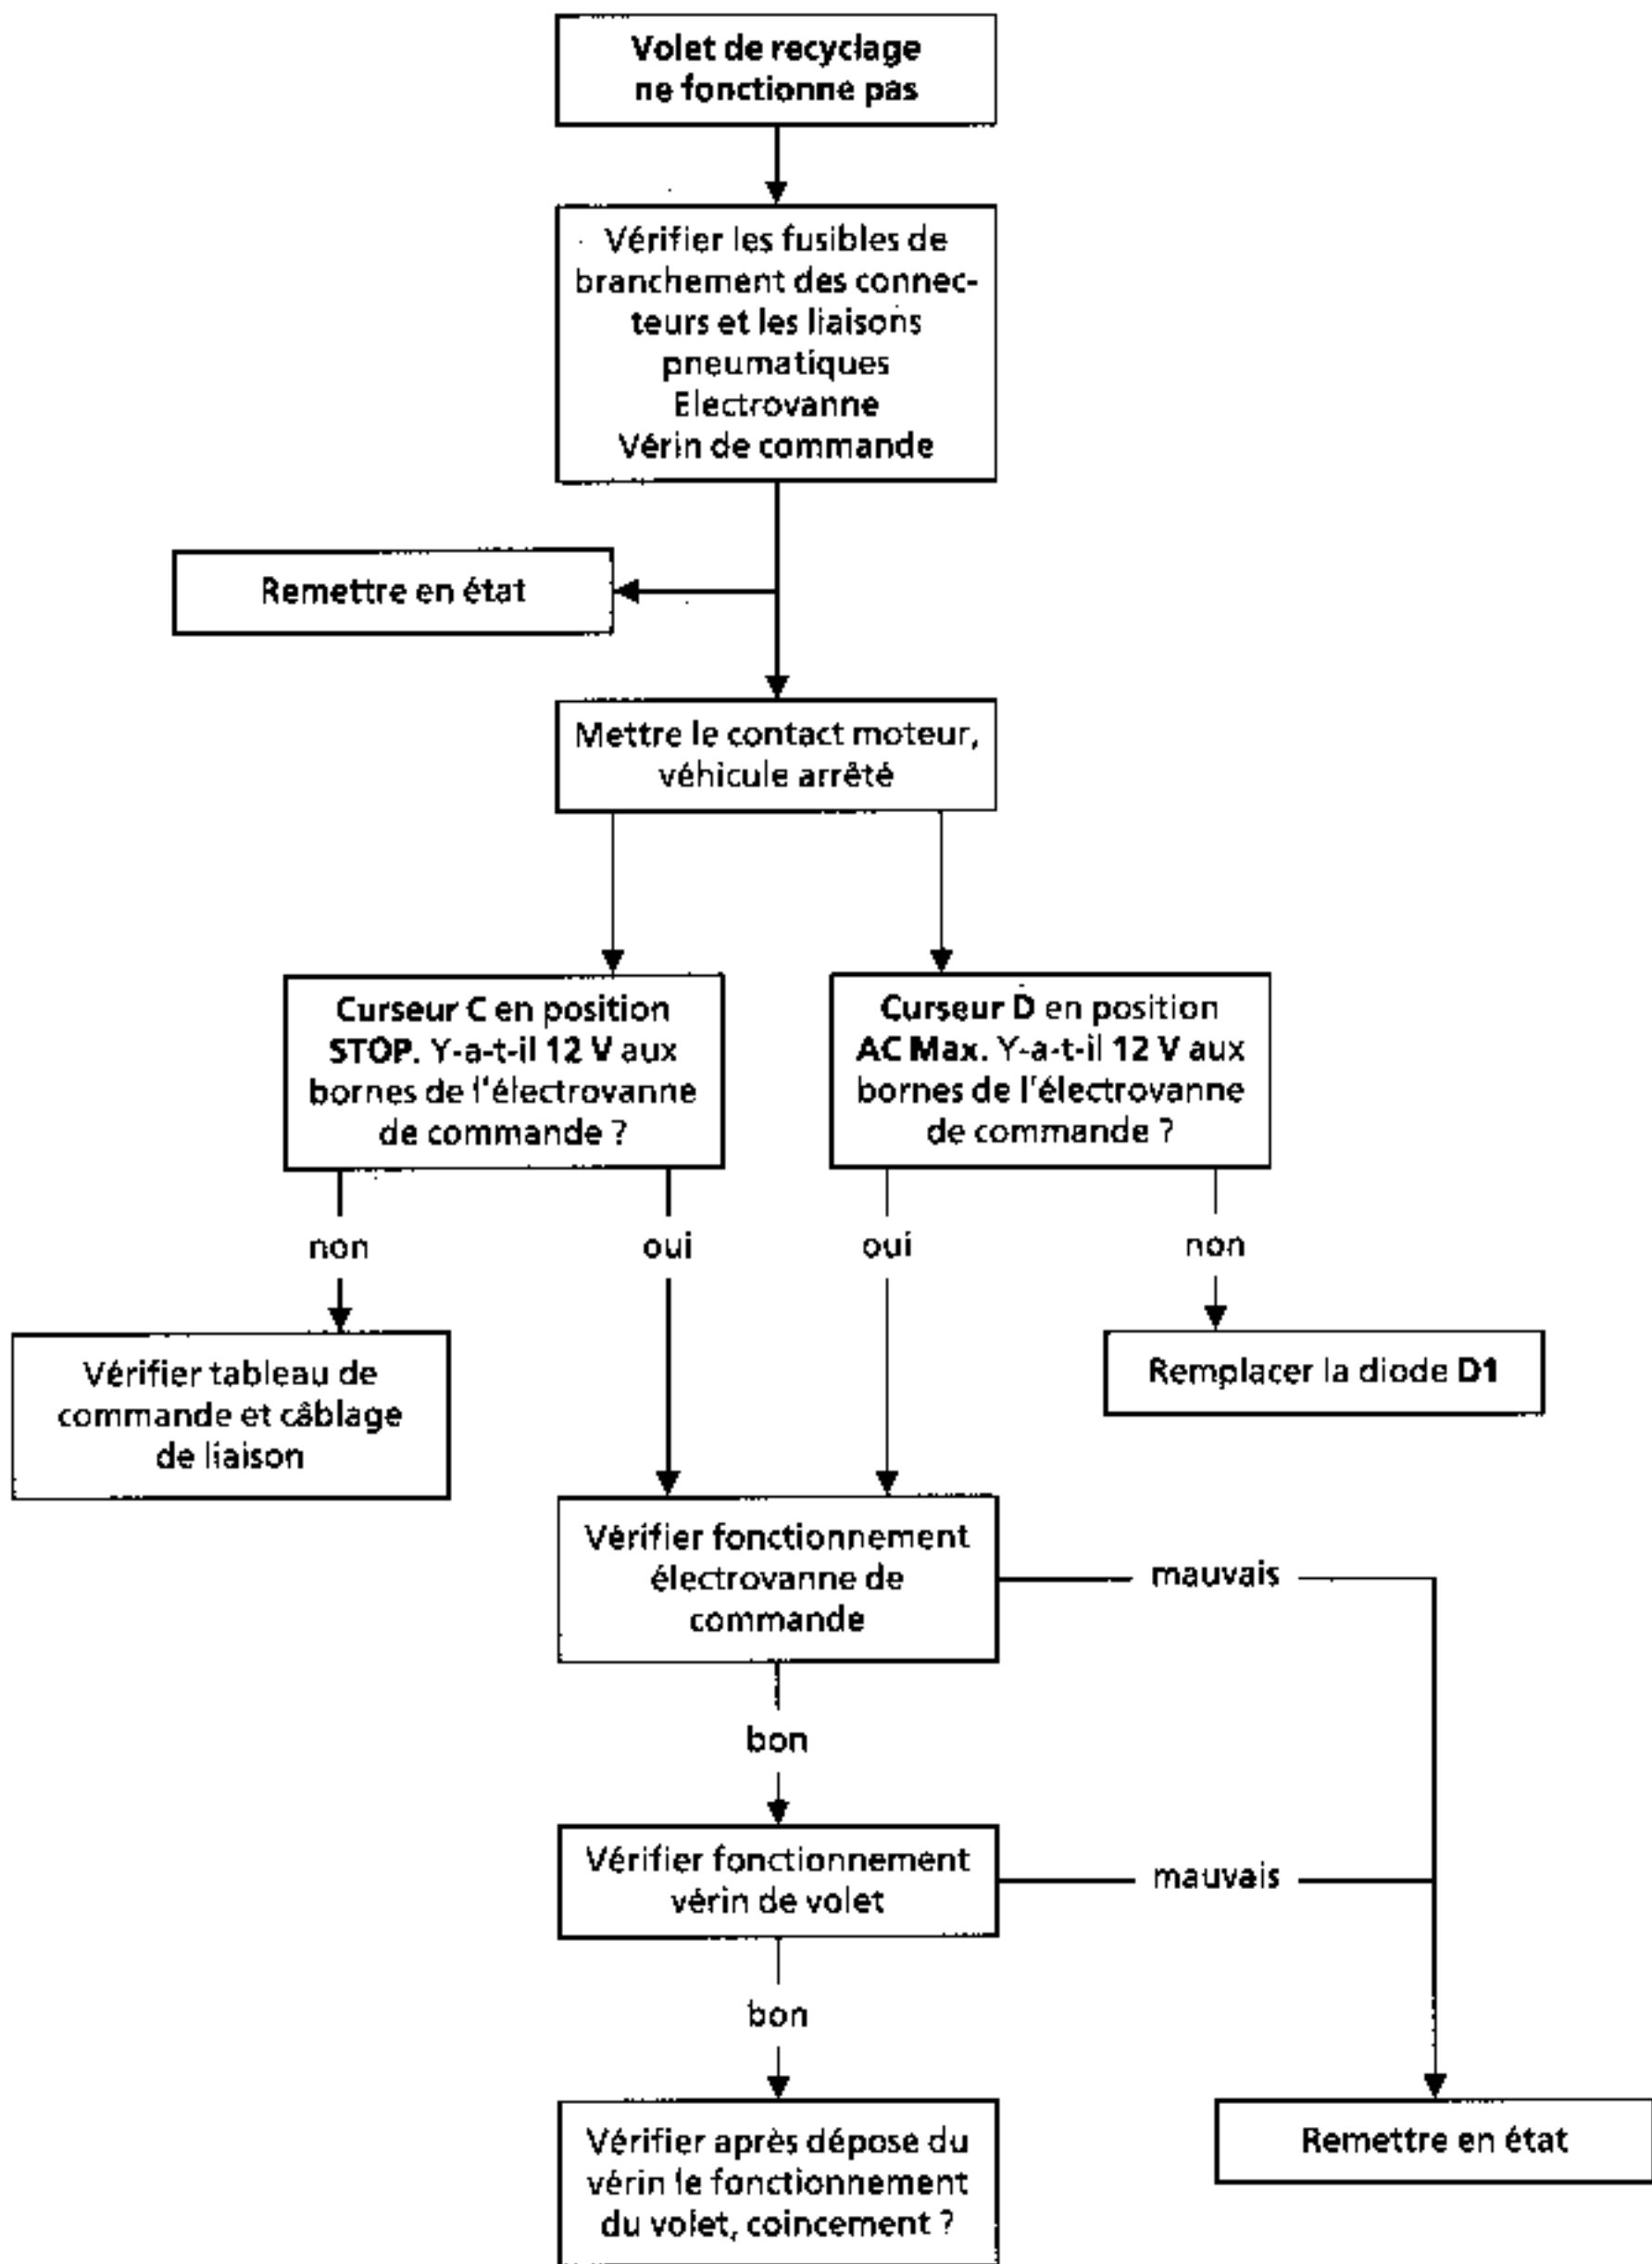 Volet de recyclage
ne fonctionne pas
Vérifier les fusibles de
branchement des connec-
teurs et les liaisons
pneumatiques
Electrovanne
Vérin de commande
Remettre en état
Mettre le contact moteur,
véhicule arrêté
Curseur C en position
STOP. Y-a-t-il 12 V aux
bornes de l'électrovanne
de commande ?
Curseur D en position
AC Max. Y-a-t-il 12 V aux
bornes de l'électrovanne
de commande ?
non
oui
oui
non
Vérifier tableau de
commande et câblage
de liaison
Remplacer la diode D1
Vérifier fonctionnement
électrovanne de
commande
mauvais
bon
Vérifier fonctionnement
vérin de volet
mauvais
bon
Vérifier après dépose du
vérin le fonctionnement
du volet, coincement ?
Remettre en état